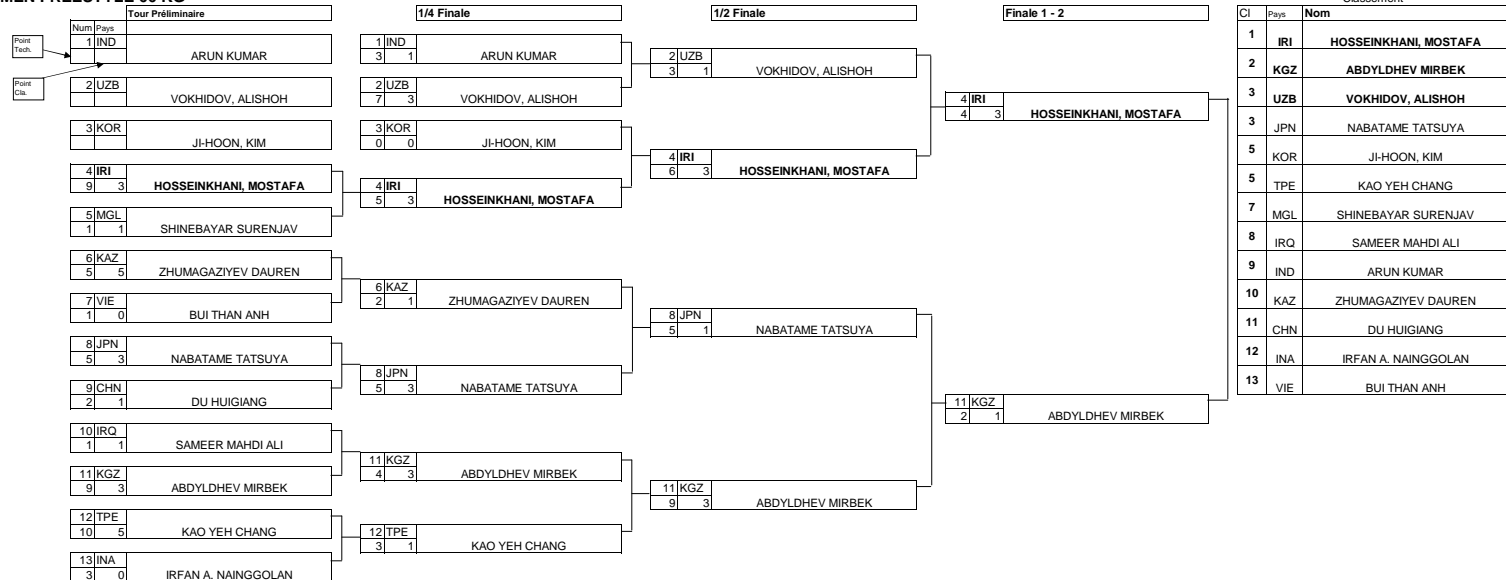 Tour Préliminaire
1/4 Finale
1/2 Finale
Finale 1 - 2
Cl Pays Nom
Num Pays
Point Tech.
Point Cla.
1 IND
ARUN KUMAR
2 UZB
VOKHIDOV, ALISHOH
3 KOR
JI-HOON, KIM
4 IRI
9 3 HOSSEINKHANI, MOSTAFA
5 MGL
1 1 SHINEBAYAR SURENJAV
6 KAZ
5 5 ZHUMAGAZIYEV DAUREN
7 VIE
1 0 BUI THAN ANH
8 JPN
5 3 NABATAME TATSUYA
9 CHN
2 1 DU HUIGIANG
10 IRQ
1 1 SAMEER MAHDI ALI
11 KGZ
9 3 ABDYLDHEV MIRBEK
12 TPE
10 5 KAO YEH CHANG
13 INA
3 0 IRFAN A. NAINGGOLAN
1 IND
3 1 ARUN KUMAR
2 UZB
7 3 VOKHIDOV, ALISHOH
3 KOR
0 0 JI-HOON, KIM
4 IRI
5 3 HOSSEINKHANI, MOSTAFA
6 KAZ
2 1 ZHUMAGAZIYEV DAUREN
8 JPN
5 3 NABATAME TATSUYA
11 KGZ
4 3 ABDYLDHEV MIRBEK
12 TPE
3 1 KAO YEH CHANG
2 UZB
3 1 VOKHIDOV, ALISHOH
4 IRI
6 3 HOSSEINKHANI, MOSTAFA
8 JPN
5 1 NABATAME TATSUYA
11 KGZ
9 3 ABDYLDHEV MIRBEK
4 IRI
4 3 HOSSEINKHANI, MOSTAFA
11 KGZ
2 1 ABDYLDHEV MIRBEK
1 IRI HOSSEINKHANI, MOSTAFA
2 KGZ ABDYLDHEV MIRBEK
3 UZB VOKHIDOV, ALISHOH
3 JPN NABATAME TATSUYA
5 KOR JI-HOON, KIM
5 TPE KAO YEH CHANG
7 MGL SHINEBAYAR SURENJAV
8 IRQ SAMEER MAHDI ALI
9 IND ARUN KUMAR
10 KAZ ZHUMAGAZIYEV DAUREN
11 CHN DU HUIGIANG
12 INA IRFAN A. NAINGGOLAN
13 VIE BUI THAN ANH